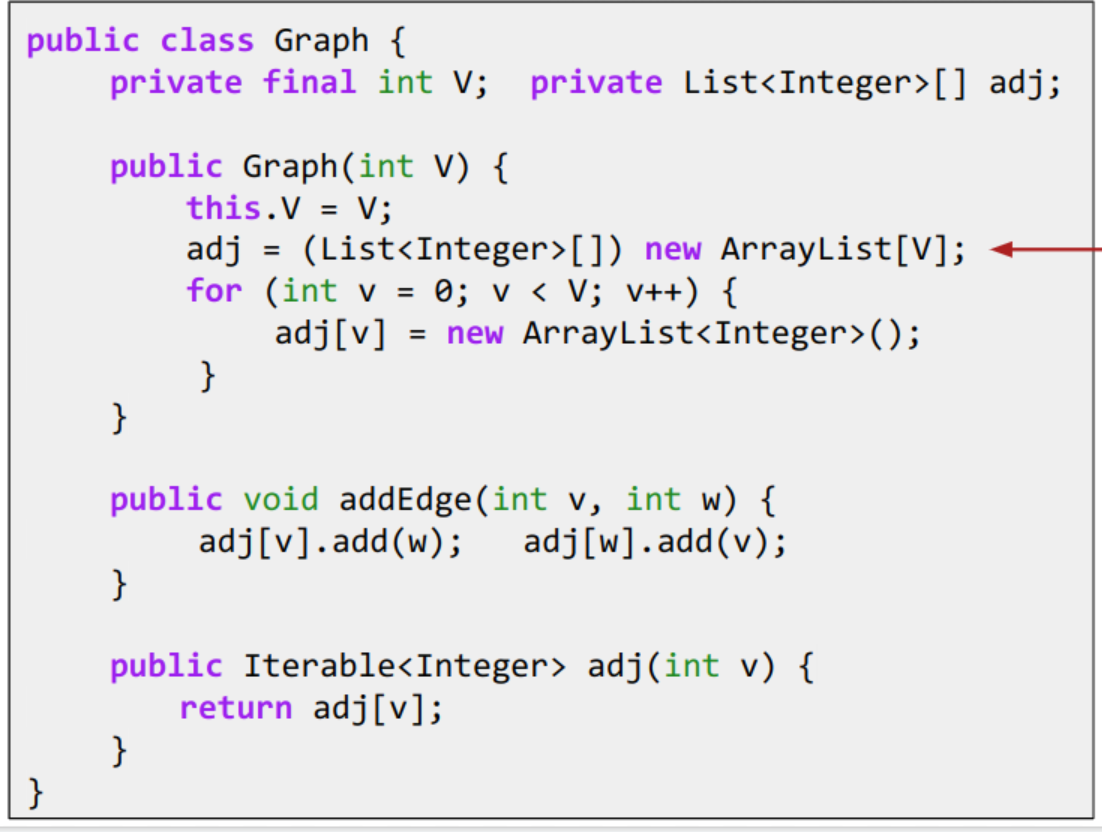 public class Graph {
     private final int V;  private List<Integer>[] adj;
     public Graph(int V) {
         this.V = V;
         adj = (List<Integer>[]) new ArrayList[V];
         for (int v = 0; v < V; v++) {
              adj[v] = new ArrayList<Integer>();
          }
     }
     public void addEdge(int v, int w) {
          adj[v].add(w);   adj[w].add(v);
     }
     public Iterable<Integer> adj(int v) {
         return adj[v];
     }
}